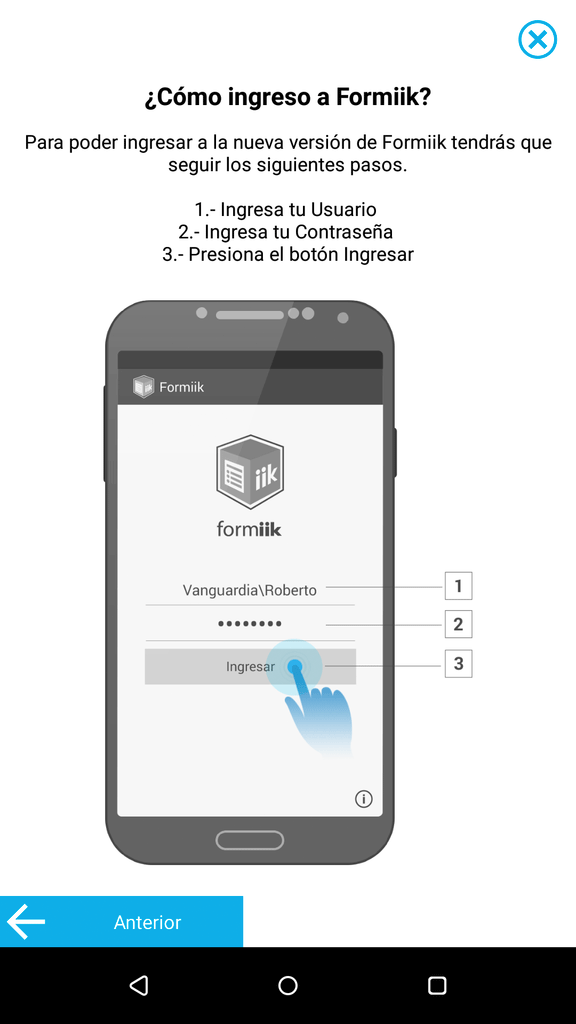 ¿Cómo ingreso a Formiik?
Para poder ingresar a la nueva versión de Formiik tendrás que
seguir los siguientes pasos.
1.- Ingresa tu Usuario
2.- Ingresa tu Contraseña
3.- Presiona el botón Ingresar
Formiik
iik
formiik
Vanguardia\Roberto
1
••••••••
2
Ingresar
3
i
Anterior